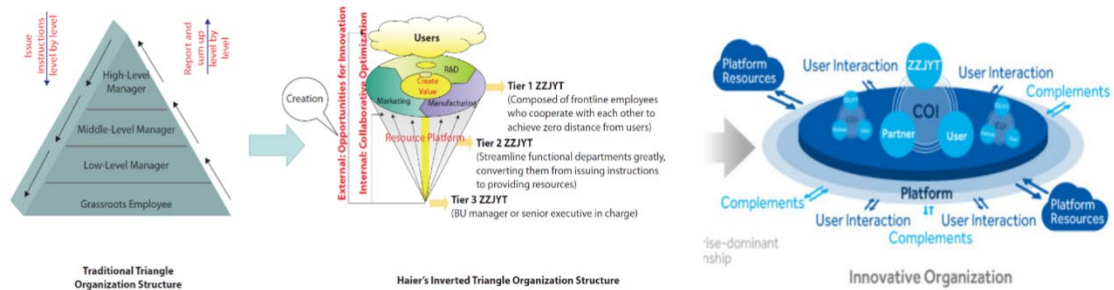 Issue
instructions
level by level
Report and
sum up
level by
level
High-Level
Manager
Middle-Level Manager
Low-Level Manager
Grassroots Employee
Traditional Triangle
Organization Structure
Creation
External: Opportunities for Innovation
Internal: Collaborative Optimization
Users
R&D
Create
Value
Marketing
Manufacturing
Resource Platform
Tier 1 ZZJYT
(Composed of frontline employees
who cooperate with each other to
achieve zero distance from users)
Tier 2 ZZJYT
(Streamline functional departments greatly,
converting them from issuing instructions
to providing resources)
Tier 3 ZZJYT
(BU manager or senior executive in charge)
Haier's Inverted Triangle Organization Structure
Platform
Resources
User Interaction
ZZJYT
User Interaction
Complements
COI
Partner
User
Platform
Complements
User Interaction
Complements
User Interaction
Platform
Resources
rise-dominant
nship
Innovative Organization